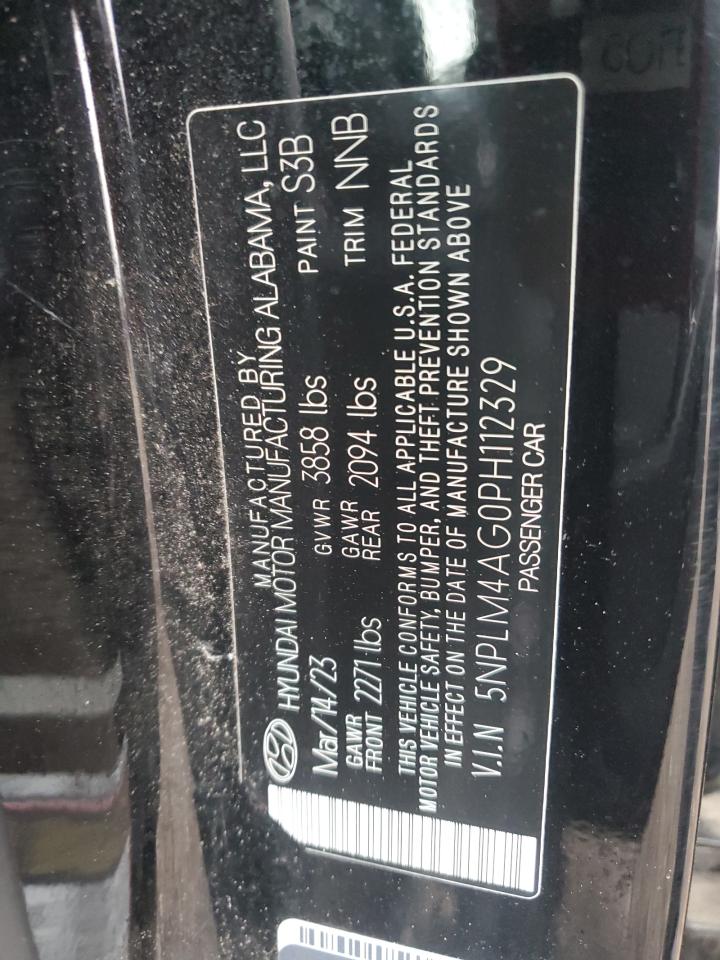 MANUFACTURED BY
HYUNDAI MOTOR MANUFACTURING ALABAMA, LLC
Mar/14/23 GVWR 3858 lbs PAINT S3B
GAWR FRONT 2271 lbs GAWR REAR 2094 lbs TRIM NNB
THIS VEHICLE CONFORMS TO ALL APPLICABLE U.S.A. FEDERAL
MOTOR VEHICLE SAFETY, BUMPER, AND THEFT PREVENTION STANDARDS
IN EFFECT ON THE DATE OF MANUFACTURE SHOWN ABOVE
V.I.N 5NPLM4AG0PH112329
PASSENGER CAR